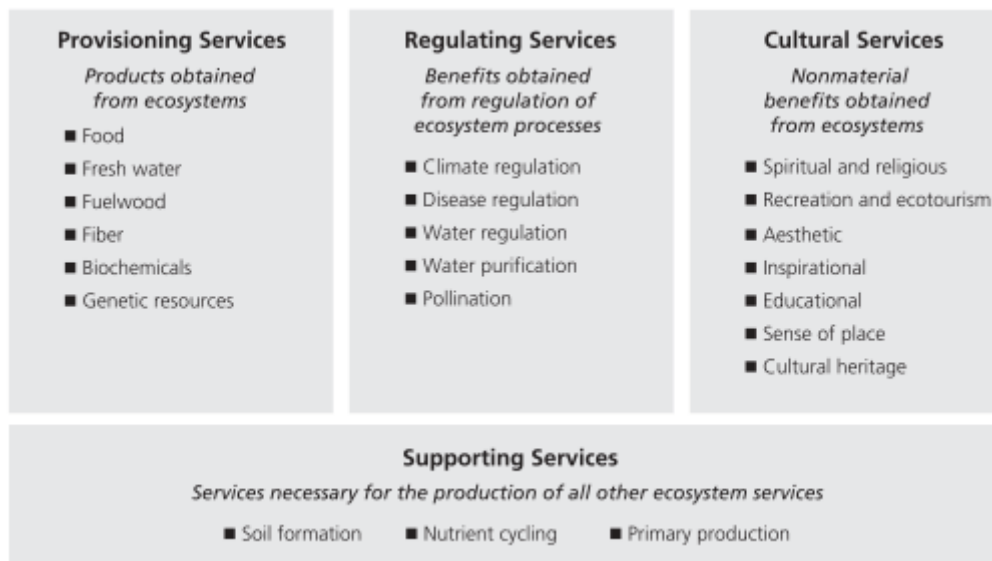 Provisioning Services
Products obtained
from ecosystems
■ Food
■ Fresh water
■ Fuelwood
■ Fiber
■ Biochemicals
■ Genetic resources
Regulating Services
Benefits obtained
from regulation of
ecosystem processes
■ Climate regulation
■ Disease regulation
■ Water regulation
■ Water purification
■ Pollination
Cultural Services
Nonmaterial
benefits obtained
from ecosystems
■ Spiritual and religious
■ Recreation and ecotourism
■ Aesthetic
■ Inspirational
■ Educational
■ Sense of place
■ Cultural heritage
Supporting Services
Services necessary for the production of all other ecosystem services
■ Soil formation ■ Nutrient cycling ■ Primary production